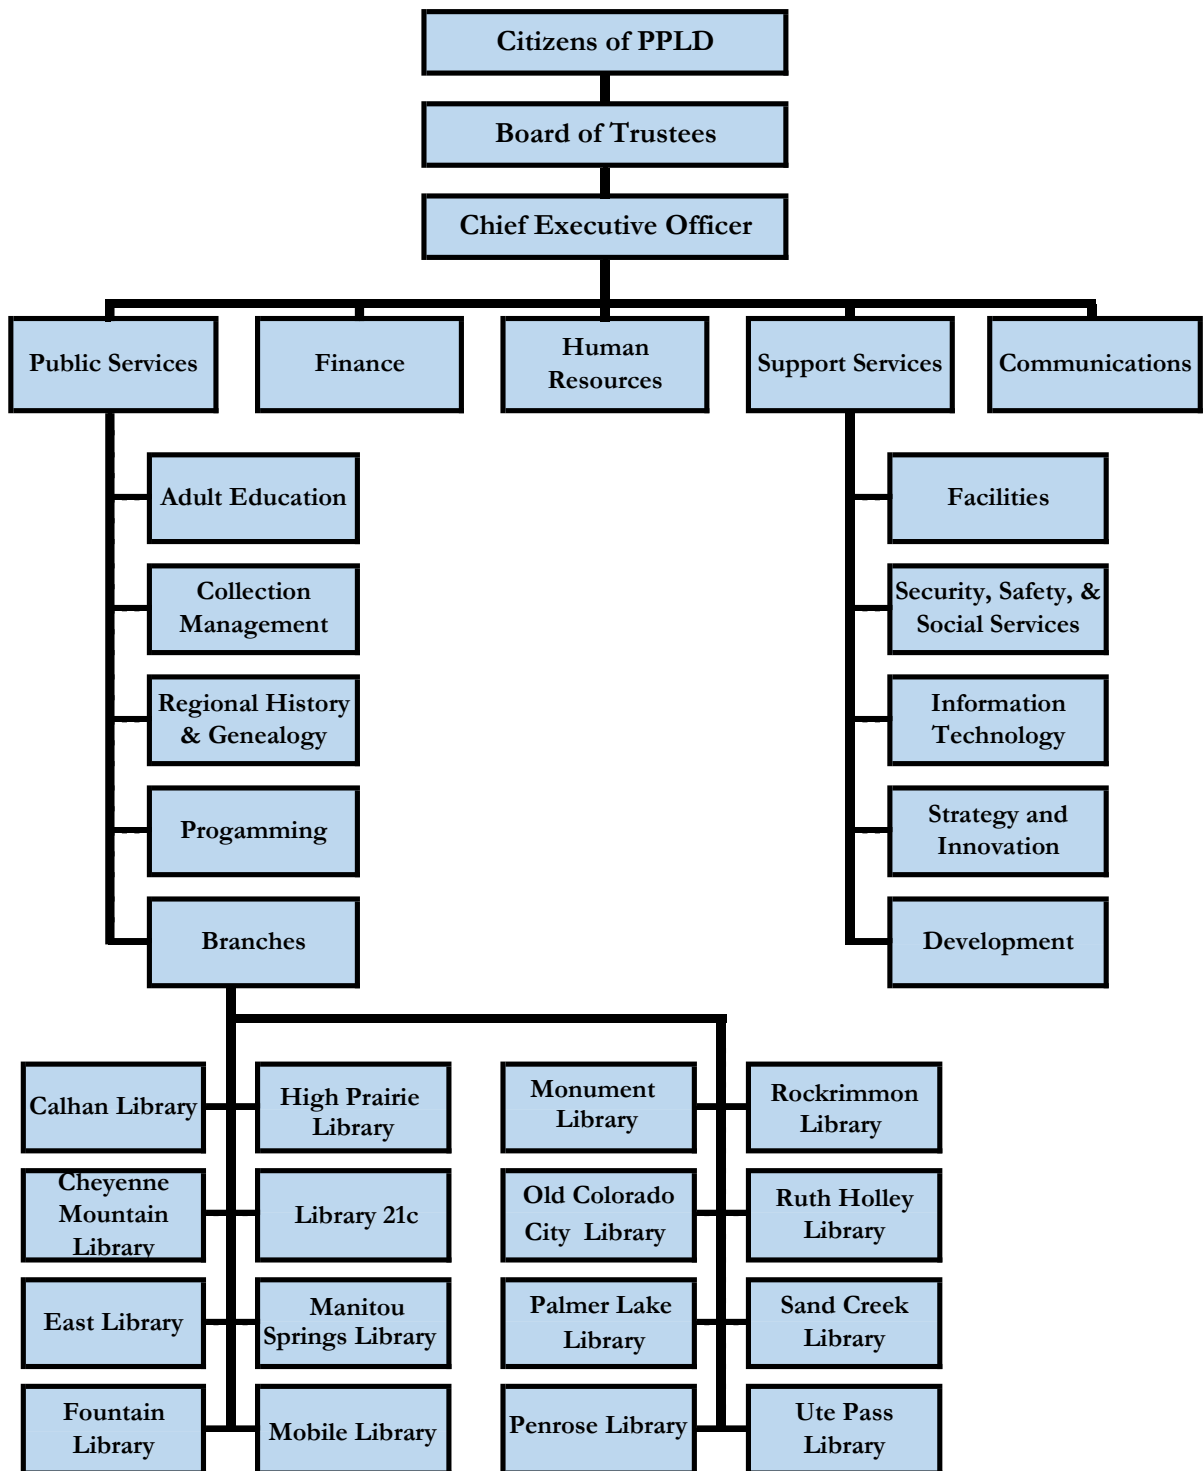 Citizens of PPLD
Board of Trustees
Chief Executive Officer
Public Services
Finance
Human
Resources
Support Services
Communications
Adult Education
Collection
Management
Regional History
& Genealogy
Progamming
Branches
Facilities
Security, Safety, &
Social Services
Information
Technology
Strategy and
Innovation
Development
Calhan Library
High Prairie
Library
Monument
Library
Rockrimmon
Library
Cheyenne
Mountain
Library
Library 21c
Old Colorado
City Library
Ruth Holley
Library
East Library
Manitou
Springs Library
Palmer Lake
Library
Sand Creek
Library
Fountain
Library
Mobile Library
Penrose Library
Ute Pass
Library